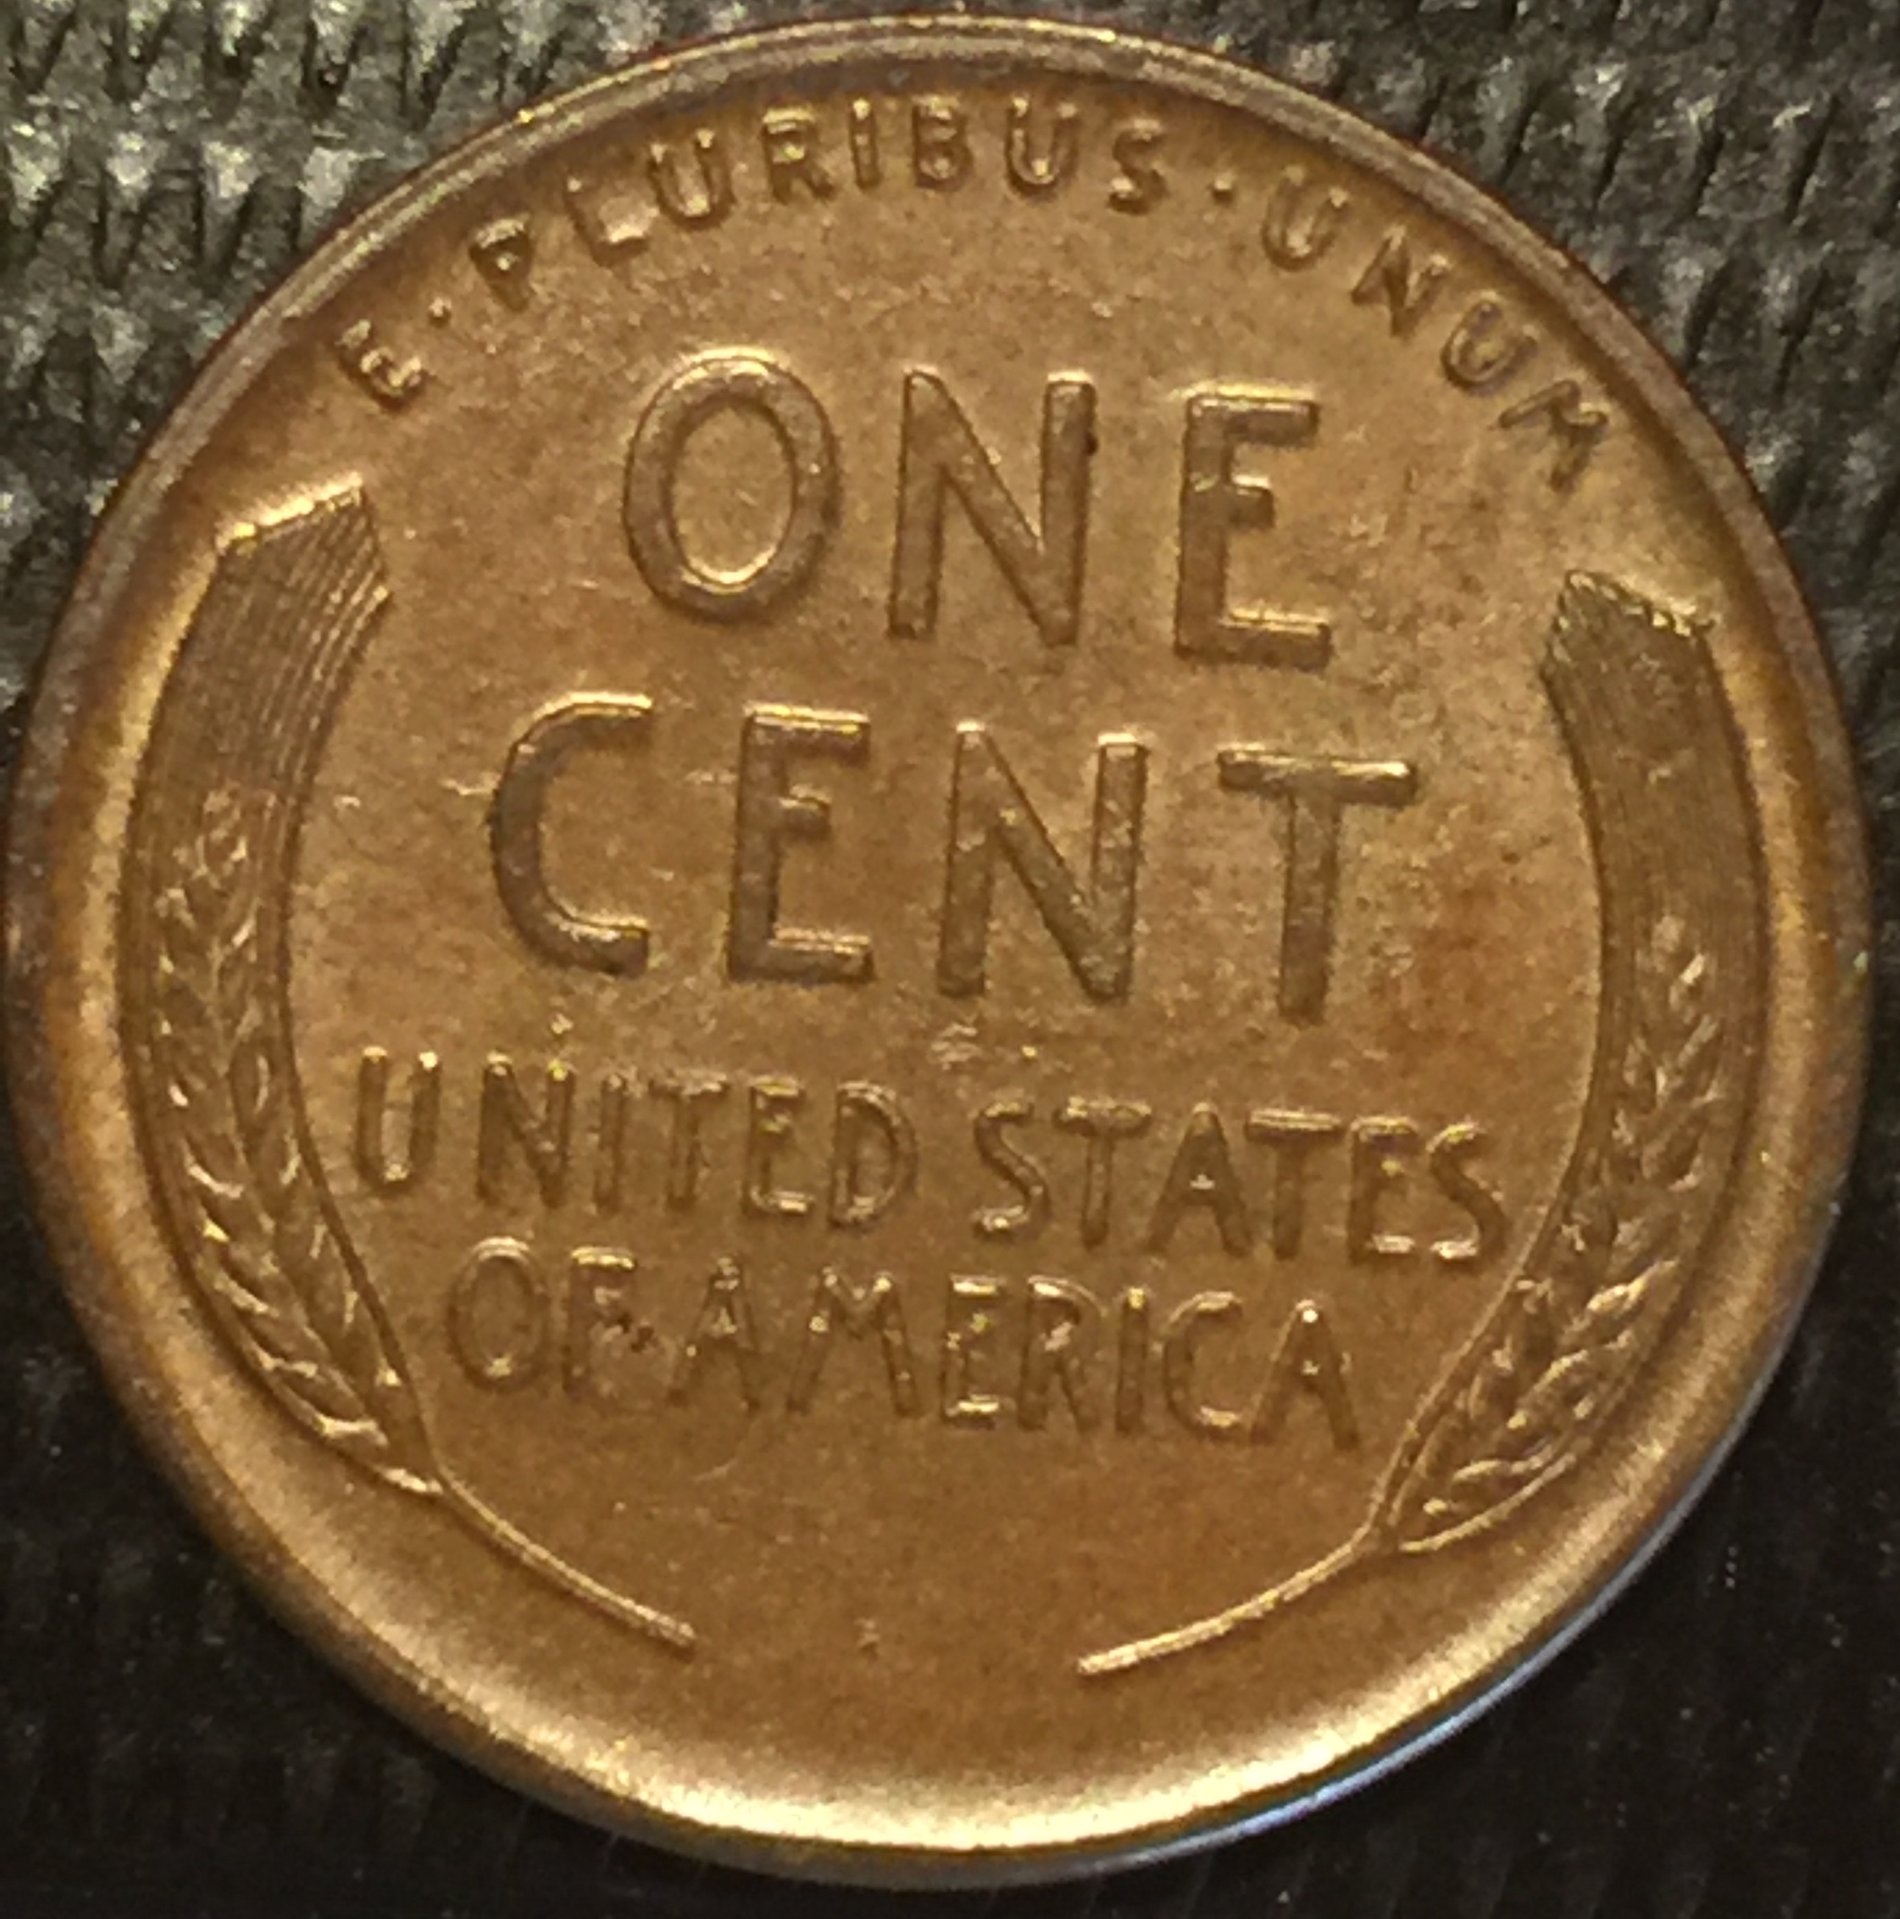 E·PLURIBUS·UNUM
ONE
CENT
UNITED STATES
OF AMERICA